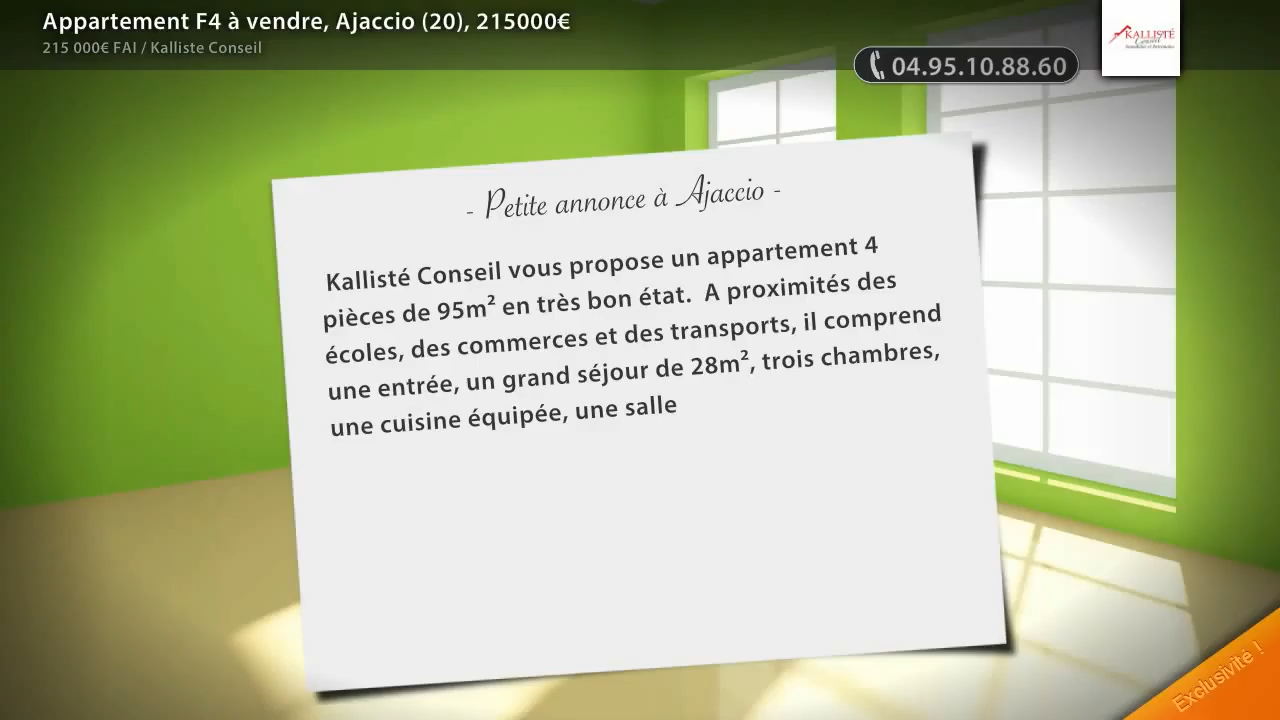 Appartement F4 à vendre, Ajaccio (20), 215000€
215 000€ FAI / Kalliste Conseil
04.95.10.88.60
KALLISTÉ
Conseil
- Petite annonce à Ajaccio -
Kallisté Conseil vous propose un appartement 4
pièces de 95m² en très bon état.  A proximités des
écoles, des commerces et des transports, il comprend
une entrée, un grand séjour de 28m², trois chambres,
une cuisine équipée, une salle
Exclusivité !